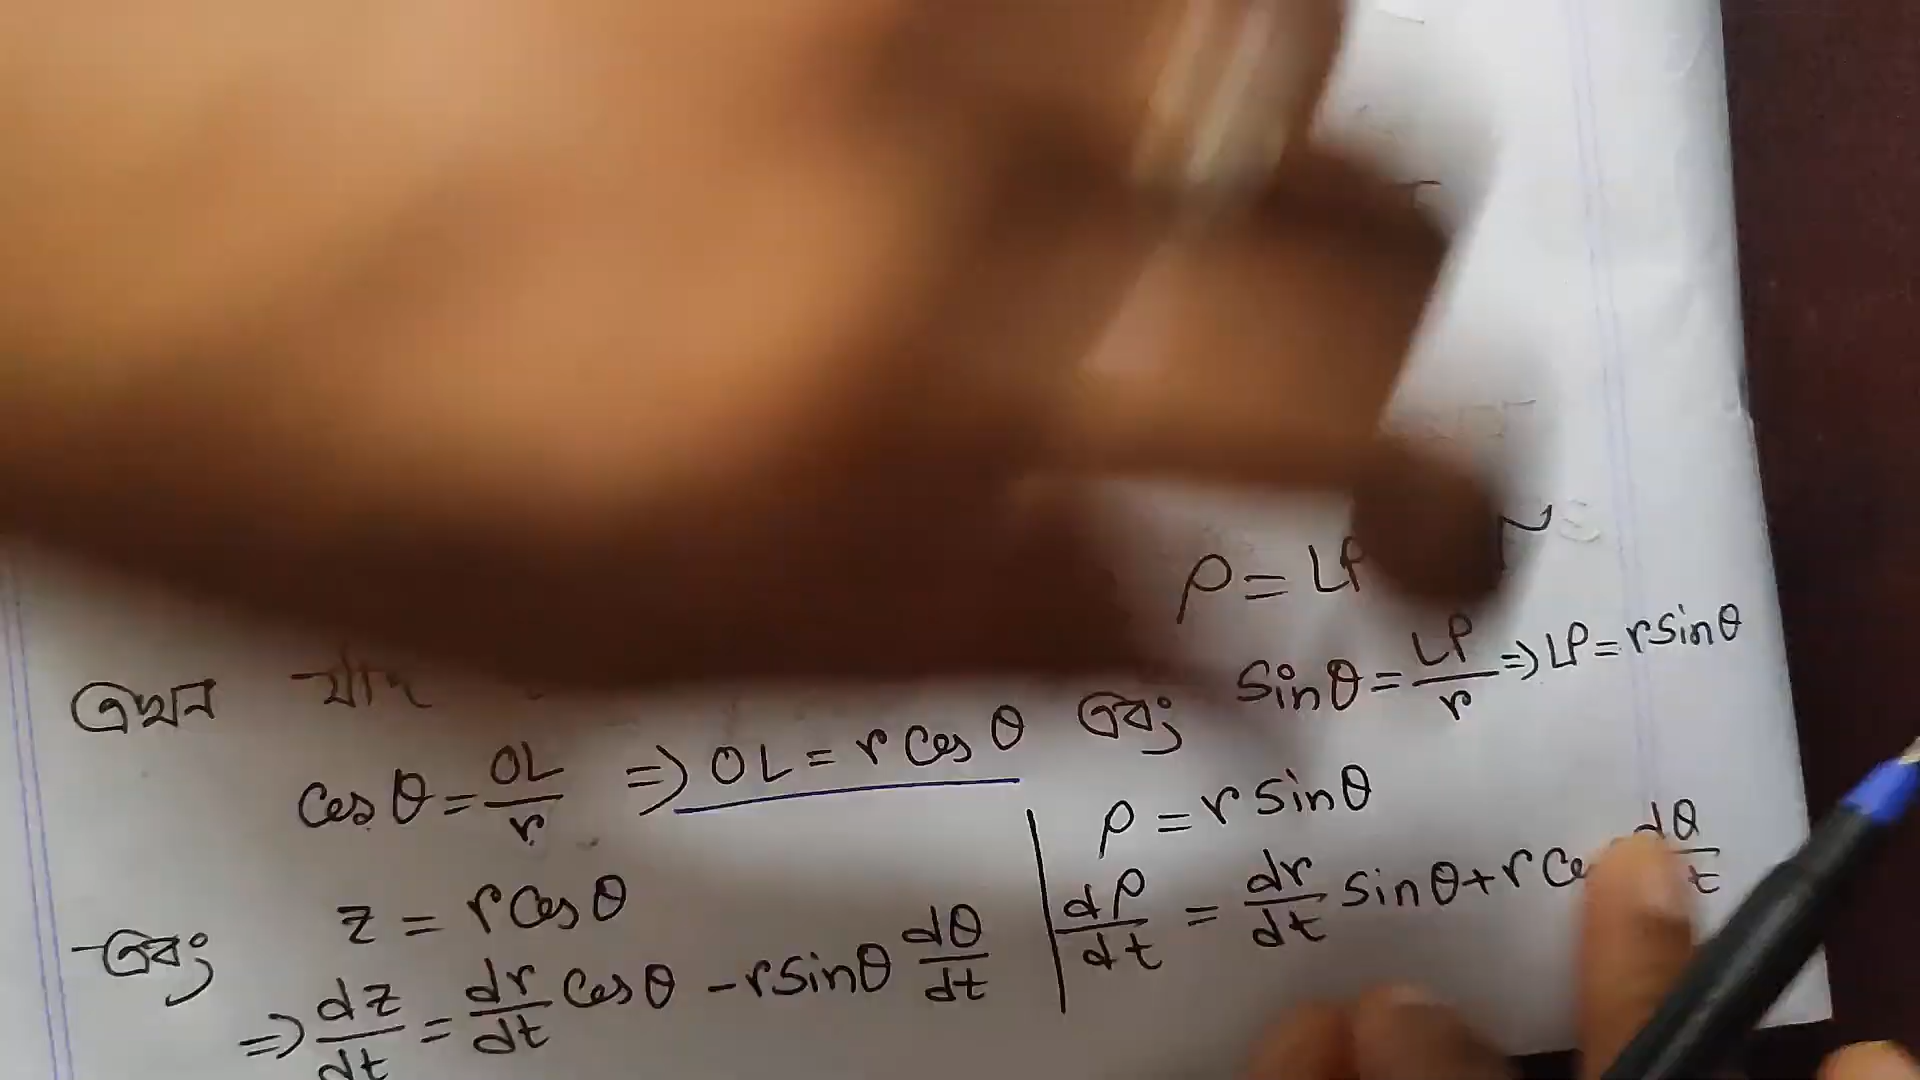 ρ = LP
এখন
sinθ = LP/r ⇒ LP = r sinθ
cosθ = OL/r ⇒ OL = r cosθ এবং
ρ = r sinθ
এবং z = r cosθ
dρ/dt = dr/dt sinθ + r
⇒ dz/dt = dr/dt cosθ - r sinθ dθ/dt